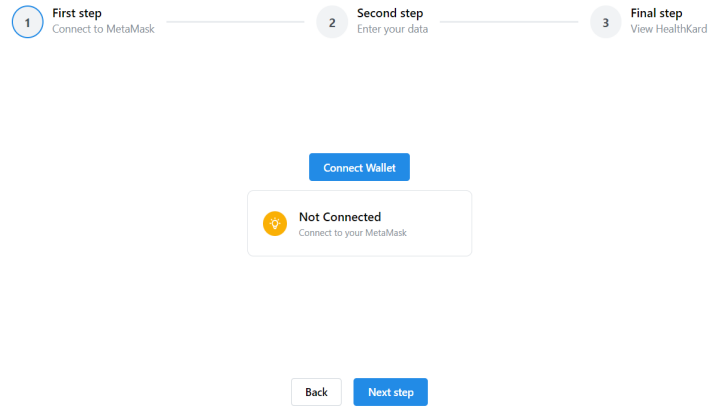 1
First step
Connect to MetaMask
2
Second step
Enter your data
3
Final step
View HealthKard
Connect Wallet
Not Connected
Connect to your MetaMask
Back
Next step